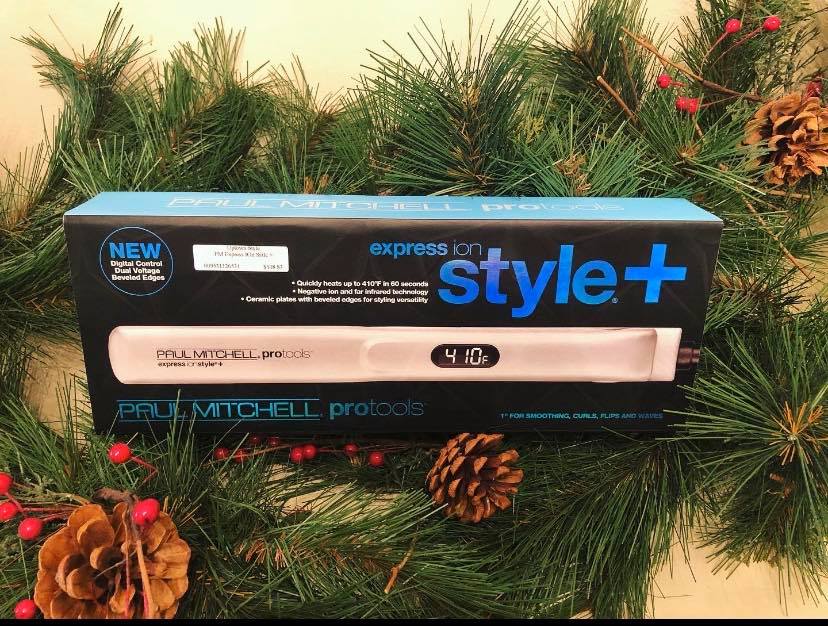 PAUL MITCHELL protools
NEW
Digital Control
Dual Voltage
Beveled Edges
express ion
style+
• Quickly heats up to 410°F in 60 seconds
• Negative ion and far infrared technology
• Ceramic plates with beveled edges for styling versatility
PAUL MITCHELL protools™
express ion style®+
410F
PAUL MITCHELL® protools™
1" FOR SMOOTHING, CURLS, FLIPS AND WAVES